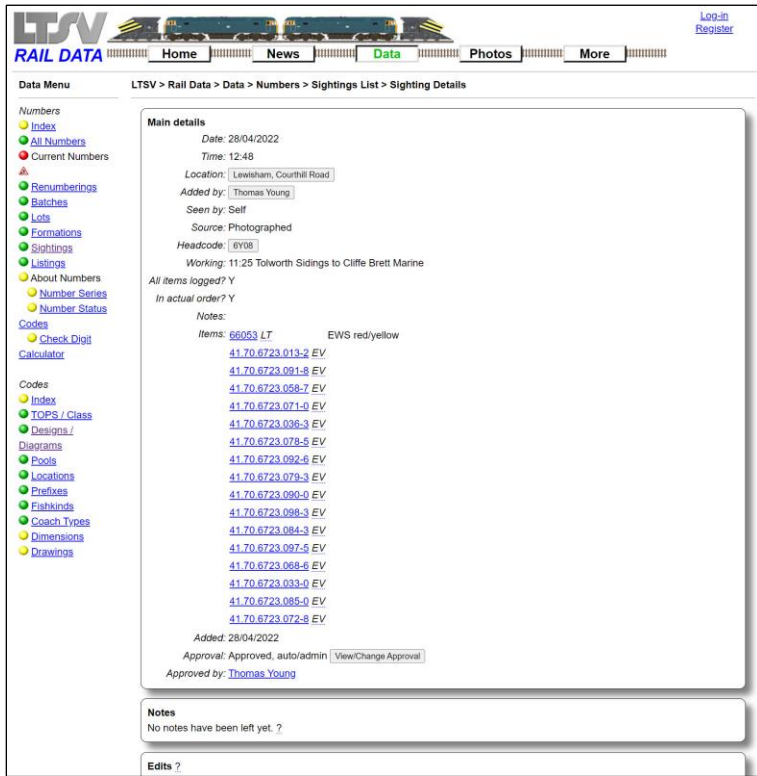 LTSV
RAIL DATA
Home
News
Data
Photos
More
Log-in
Register
Data Menu
LTSV > Rail Data > Data > Numbers > Sightings List > Sighting Details
Numbers
Index
All Numbers
Current Numbers
Renumberings
Batches
Lots
Formations
Sightings
Listings
About Numbers
Number Series
Number Status
Codes
Check Digit
Calculator
Codes
Index
TOPS / Class
Designs /
Diagrams
Pools
Locations
Prefixes
Fishkinds
Coach Types
Dimensions
Drawings
Main details
Date: 28/04/2022
Time: 12:48
Location: Lewisham, Courthill Road
Added by: Thomas Young
Seen by: Self
Source: Photographed
Headcode: 6Y08
Working: 11:25 Tolworth Sidings to Cliffe Brett Marine
All items logged? Y
In actual order? Y
Notes:
Items: 66053 LT EWS red/yellow
41.70.6723.013-2 EV
41.70.6723.091-8 EV
41.70.6723.058-7 EV
41.70.6723.071-0 EV
41.70.6723.036-3 EV
41.70.6723.078-5 EV
41.70.6723.092-6 EV
41.70.6723.079-3 EV
41.70.6723.090-0 EV
41.70.6723.098-3 EV
41.70.6723.084-3 EV
41.70.6723.097-5 EV
41.70.6723.068-6 EV
41.70.6723.033-0 EV
41.70.6723.085-0 EV
41.70.6723.072-8 EV
Added: 28/04/2022
Approval: Approved, auto/admin View/Change Approval
Approved by: Thomas Young
Notes
No notes have been left yet. ?
Edits ?